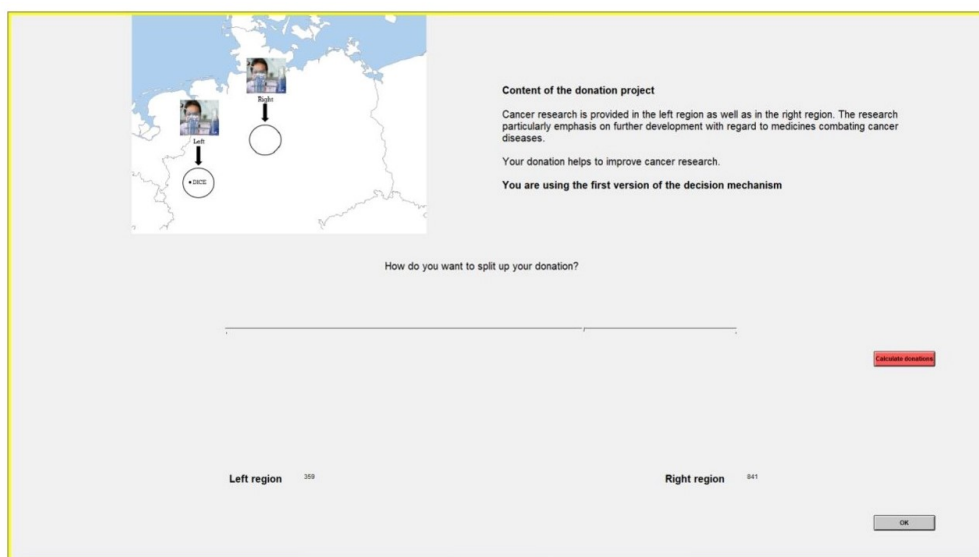 Right
Left
• DICE
Content of the donation project
Cancer research is provided in the left region as well as in the right region. The research
particularly emphasis on further development with regard to medicines combating cancer
diseases.
Your donation helps to improve cancer research.
You are using the first version of the decision mechanism
How do you want to split up your donation?
Calculate donations
Left region 359
Right region 841
OK